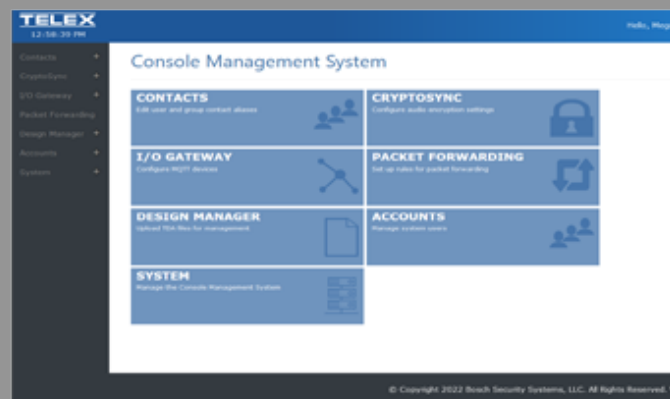 TELEX
12:58:39 PM
Hello, Mega
Contacts +
CryptoSync +
I/O Gateway +
Packet Forwarding
Design Manager +
Accounts +
System +
Console Management System
CONTACTS
Edit user and group contact aliases
CRYPTOSYNC
Configure audio encryption settings
I/O GATEWAY
Configure MQTT devices
PACKET FORWARDING
Set up rules for packet forwarding
DESIGN MANAGER
Upload TDA files for management
ACCOUNTS
Manage system users
SYSTEM
Manage the Console Management System
© Copyright 2022 Bosch Security Systems, LLC. All Rights Reserved.